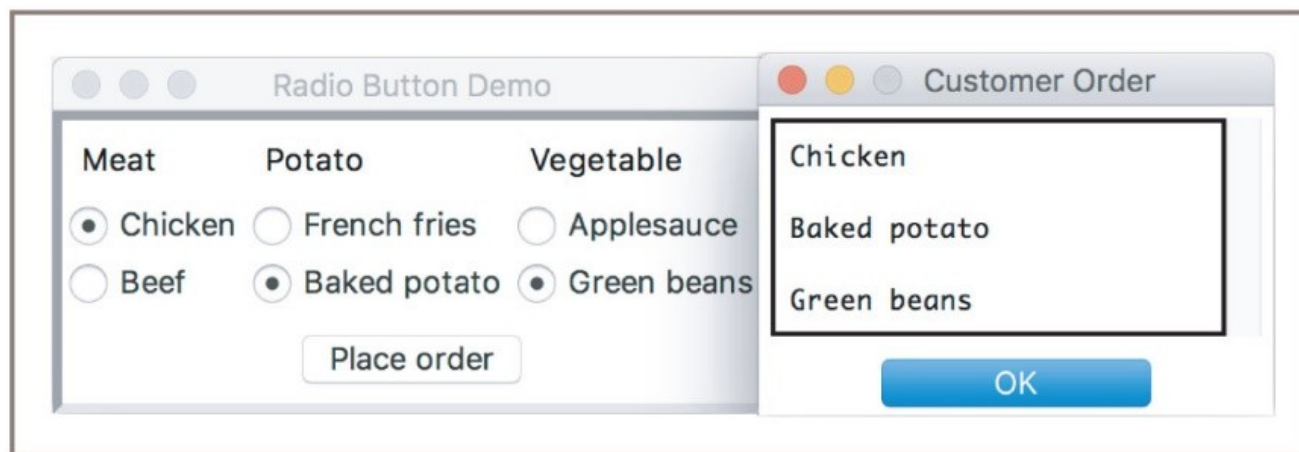 Radio Button Demo
Meat Potato Vegetable
Chicken French fries Applesauce
Beef Baked potato Green beans
Place order
Customer Order
Chicken
Baked potato
Green beans
OK